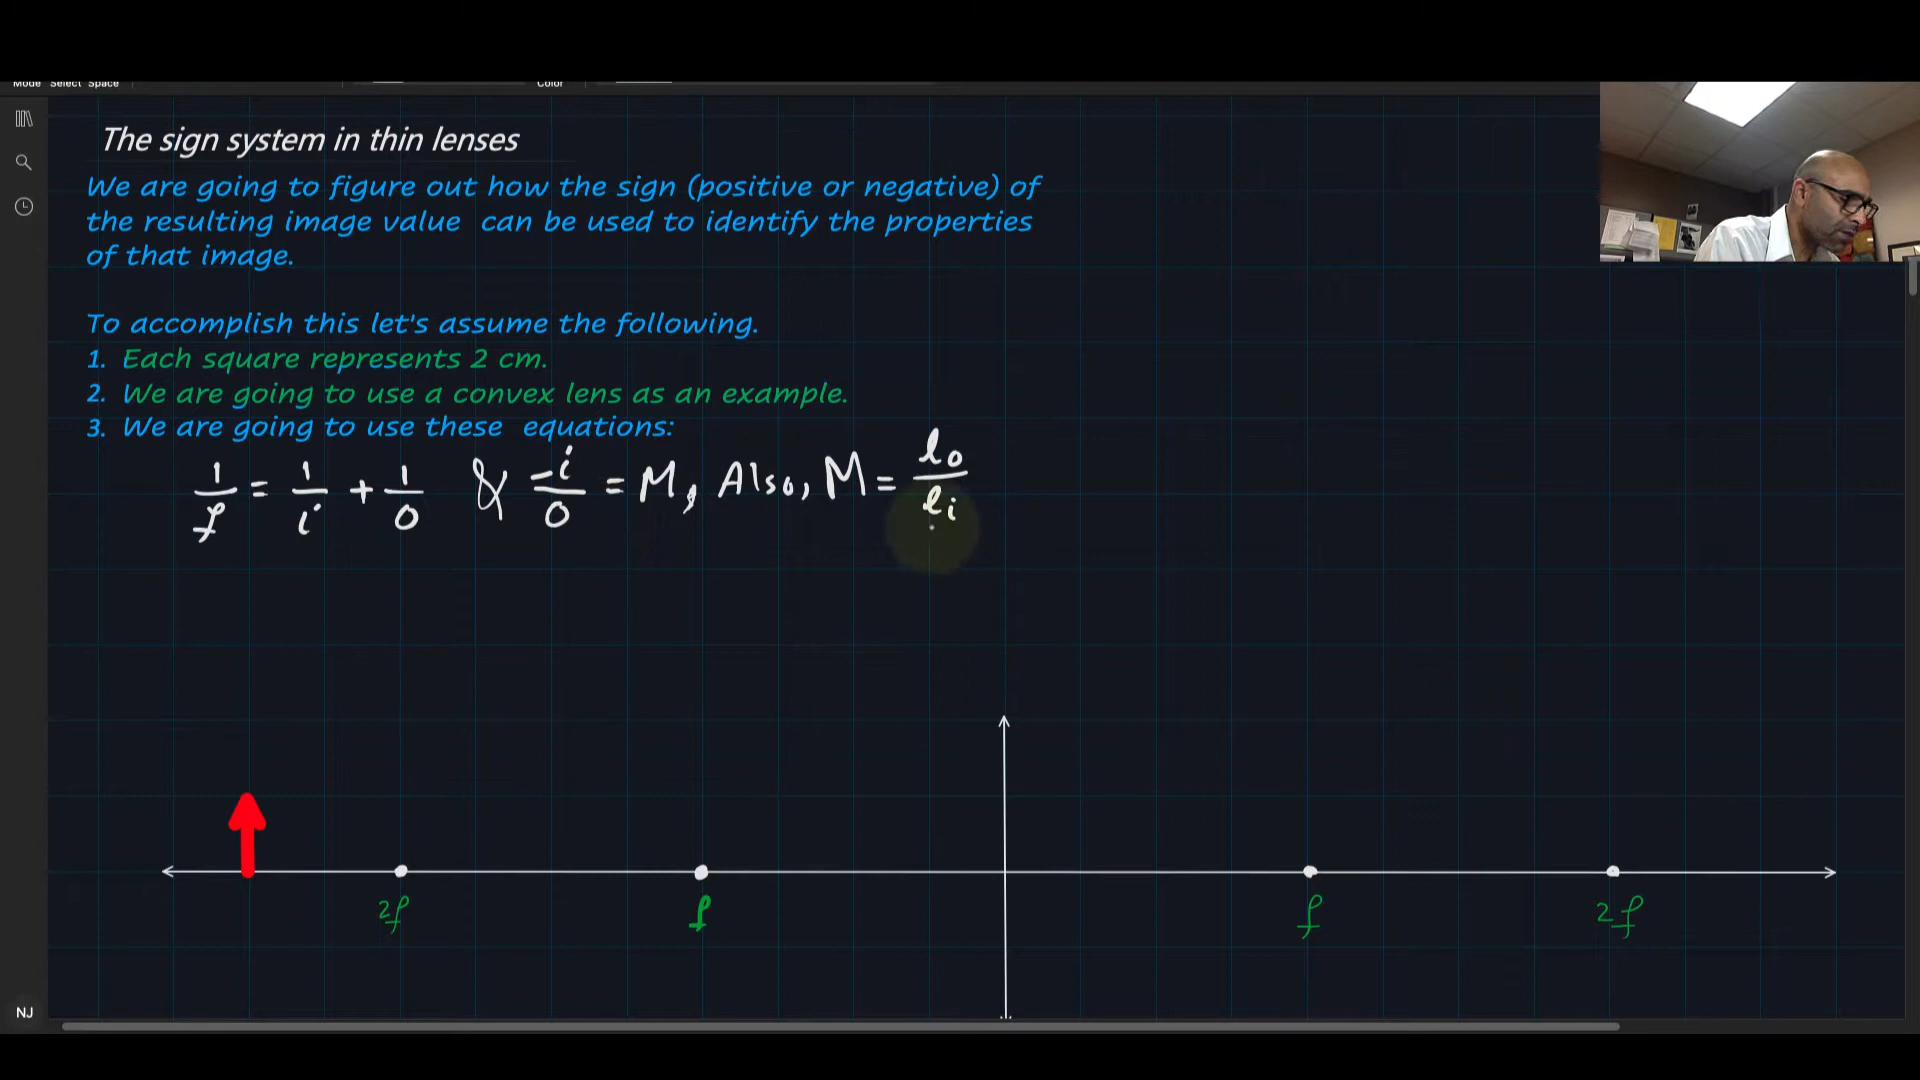 Mode Select Space Color
The sign system in thin lenses
We are going to figure out how the sign (positive or negative) of
the resulting image value can be used to identify the properties
of that image.
To accomplish this let's assume the following.
1. Each square represents 2 cm.
2. We are going to use a convex lens as an example.
3. We are going to use these equations:
1/f = 1/i + 1/o & -i/o = M, Also, M = lo/li
2f f f 2f
NJ